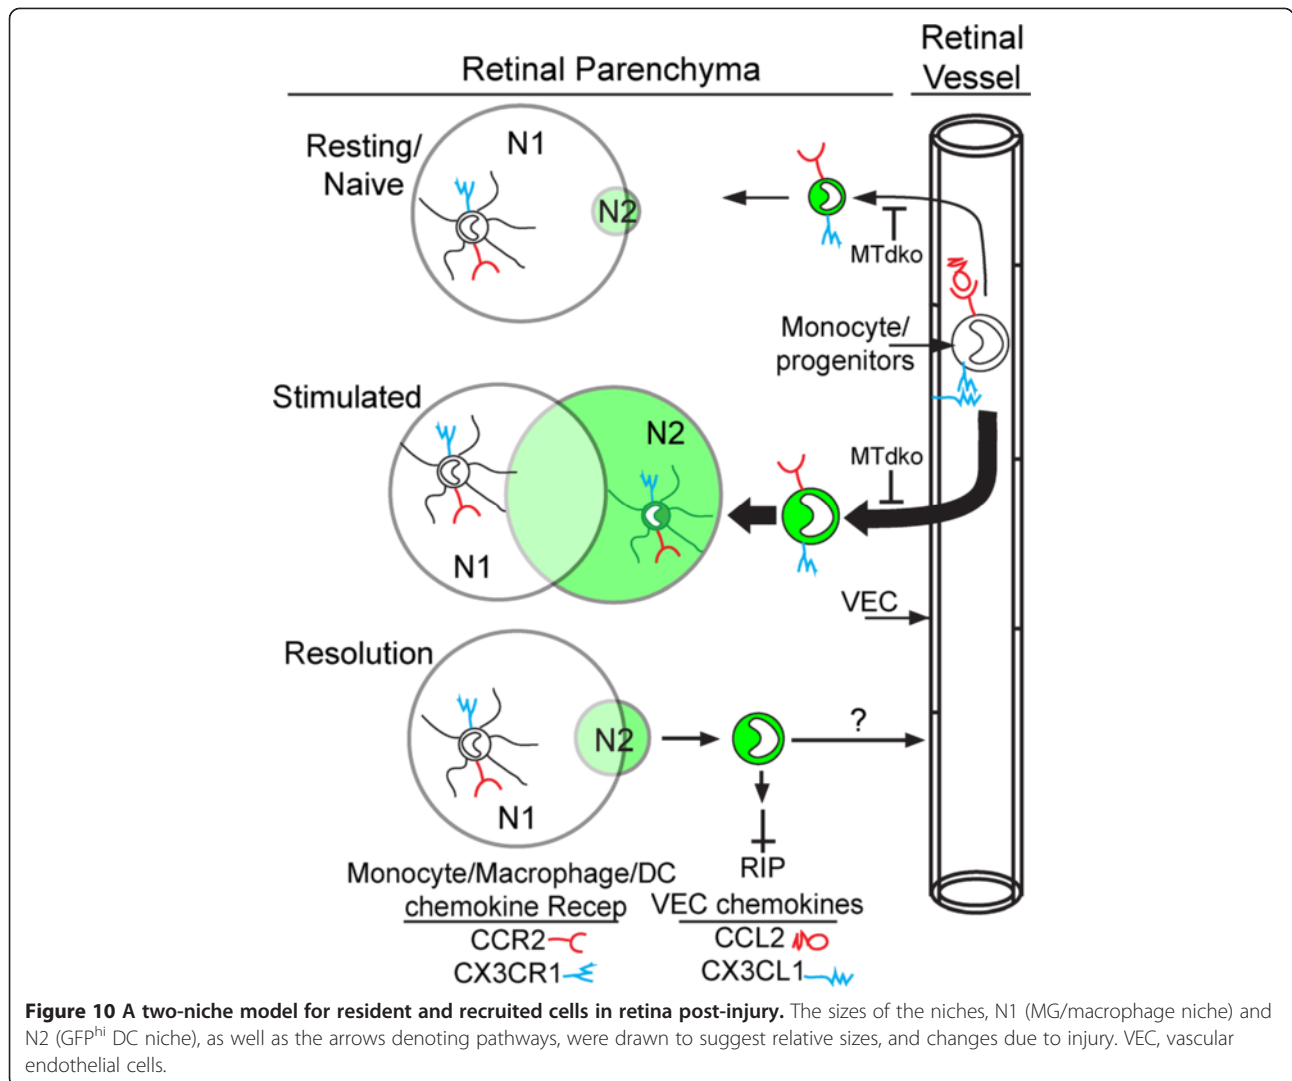 Retinal Parenchyma
Retinal
Vessel
Resting/
Naive
N1
N2
MTdko
Monocyte/
progenitors
Stimulated
N2
N1
MTdko
VEC
Resolution
N2
N1
?
RIP
Monocyte/Macrophage/DC
chemokine Recep
CCR2
CX3CR1
VEC chemokines
CCL2
CX3CL1
Figure 10 A two-niche model for resident and recruited cells in retina post-injury. The sizes of the niches, N1 (MG/macrophage niche) and
N2 (GFPhi DC niche), as well as the arrows denoting pathways, were drawn to suggest relative sizes, and changes due to injury. VEC, vascular
endothelial cells.